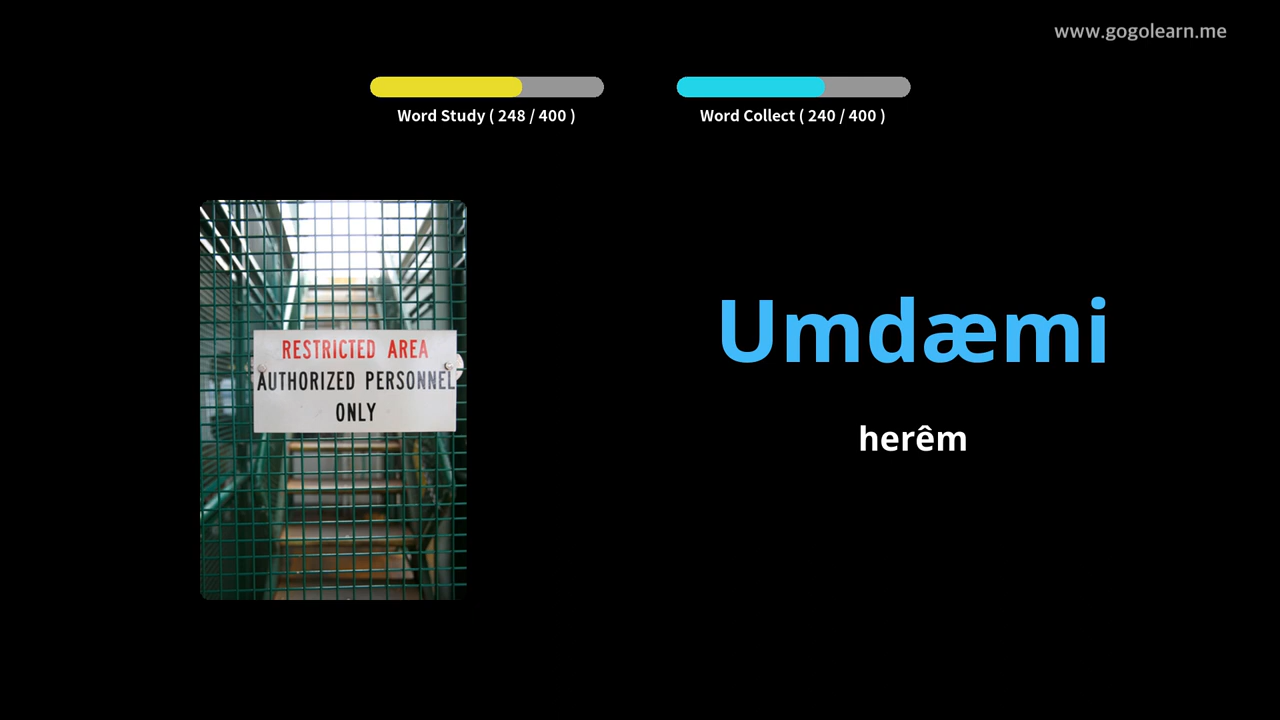 www.gogolearn.me
Word Study ( 248 / 400 )
Word Collect ( 240 / 400 )
RESTRICTED AREA
AUTHORIZED PERSONNEL
ONLY
Umdæmi
herêm